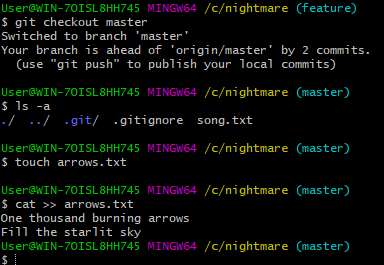 User@WIN-7OISL8HH745 MINGW64 /c/nightmare (feature)
$ git checkout master
Switched to branch 'master'
Your branch is ahead of 'origin/master' by 2 commits.
  (use "git push" to publish your local commits)
User@WIN-7OISL8HH745 MINGW64 /c/nightmare (master)
$ ls -a
./  ../  .git/  .gitignore  song.txt
User@WIN-7OISL8HH745 MINGW64 /c/nightmare (master)
$ touch arrows.txt
User@WIN-7OISL8HH745 MINGW64 /c/nightmare (master)
$ cat >> arrows.txt
One thousand burning arrows
Fill the starlit sky
User@WIN-7OISL8HH745 MINGW64 /c/nightmare (master)
$